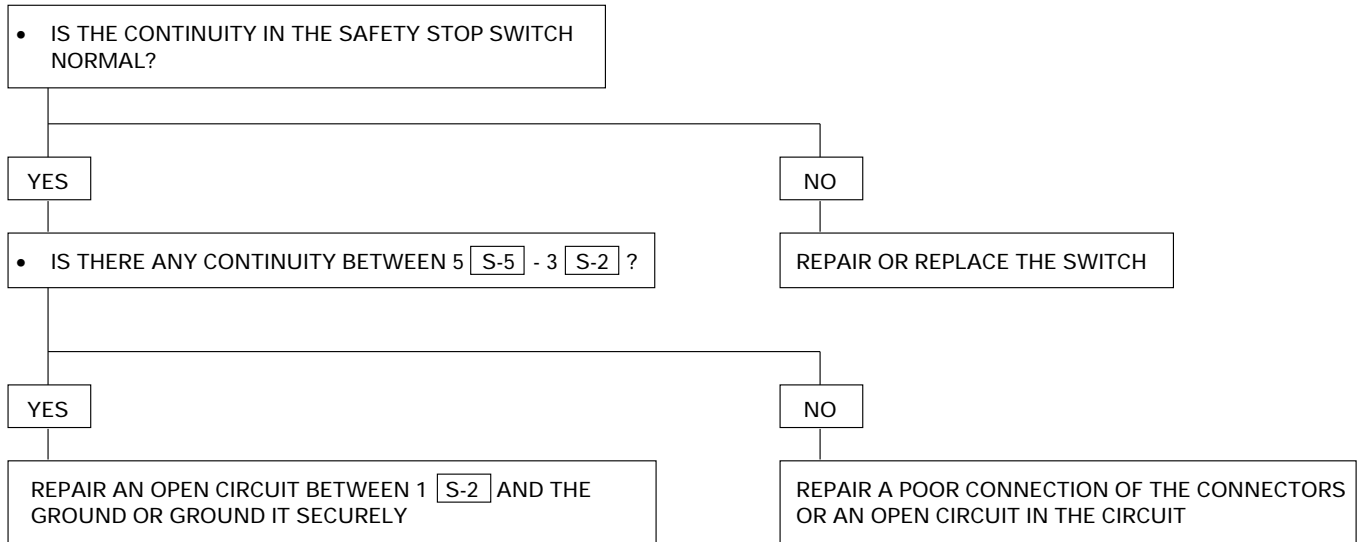 • IS THE CONTINUITY IN THE SAFETY STOP SWITCH
NORMAL?
YES
NO
• IS THERE ANY CONTINUITY BETWEEN 5 S-5 - 3 S-2 ?
REPAIR OR REPLACE THE SWITCH
YES
NO
REPAIR AN OPEN CIRCUIT BETWEEN 1 S-2 AND THE
GROUND OR GROUND IT SECURELY
REPAIR A POOR CONNECTION OF THE CONNECTORS
OR AN OPEN CIRCUIT IN THE CIRCUIT